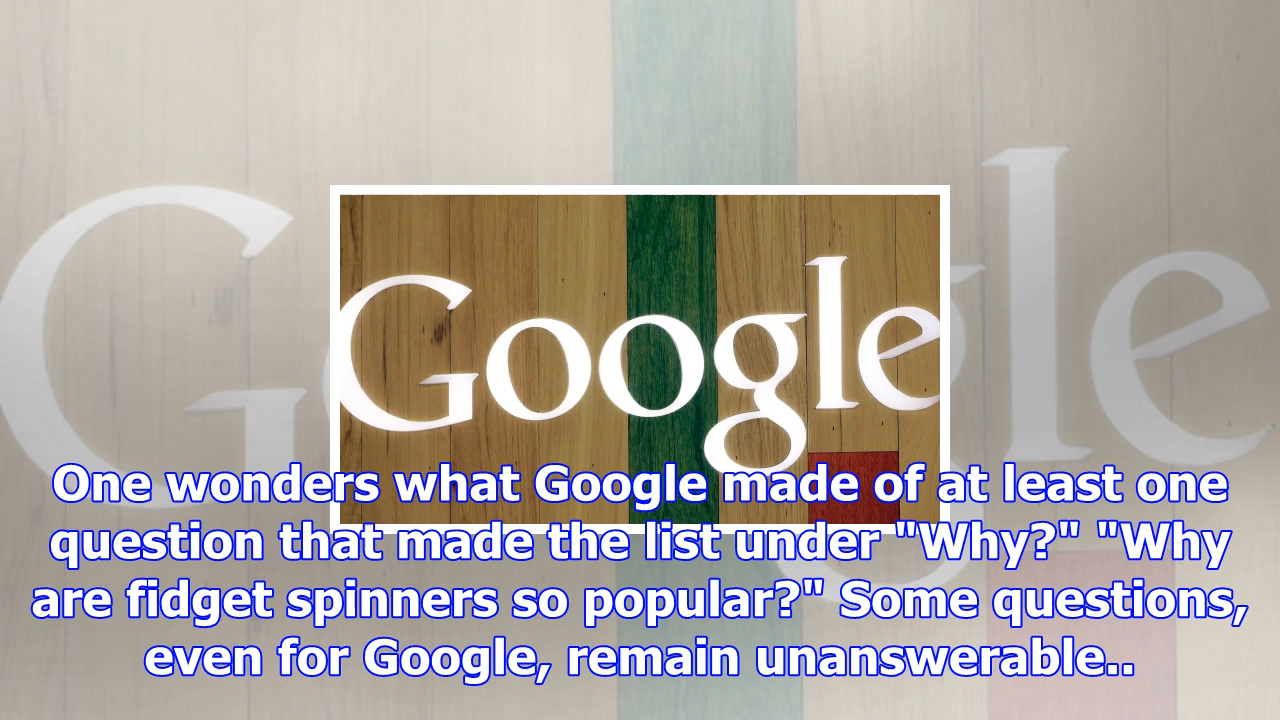 Google
One wonders what Google made of at least one
question that made the list under "Why?" "Why
are fidget spinners so popular?" Some questions,
even for Google, remain unanswerable..